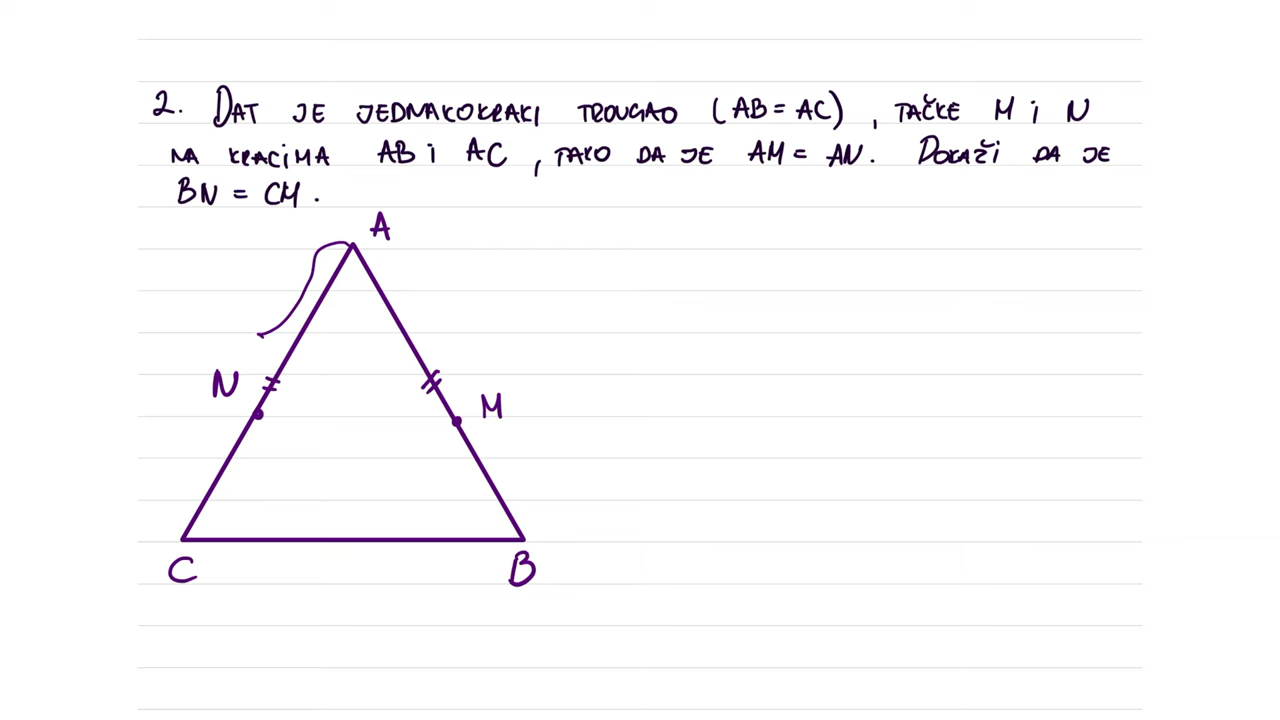 2. DAT JE JEDNAKOKRAKI TROUGAO (AB = AC), TAČKE M i N
NA KRACIMA AB i AC, TAKO DA JE AM = AN. DOKAŽI DA JE
BN = CM.
A
N
M
C
B